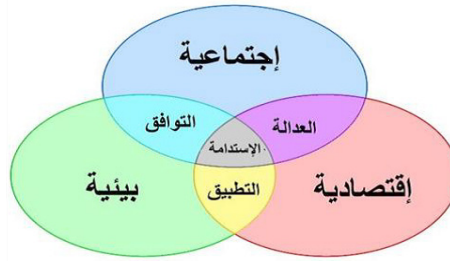 إجتماعية
العدالة
التوافق
الإستدامة
إقتصادية
التطبيق
بيئية